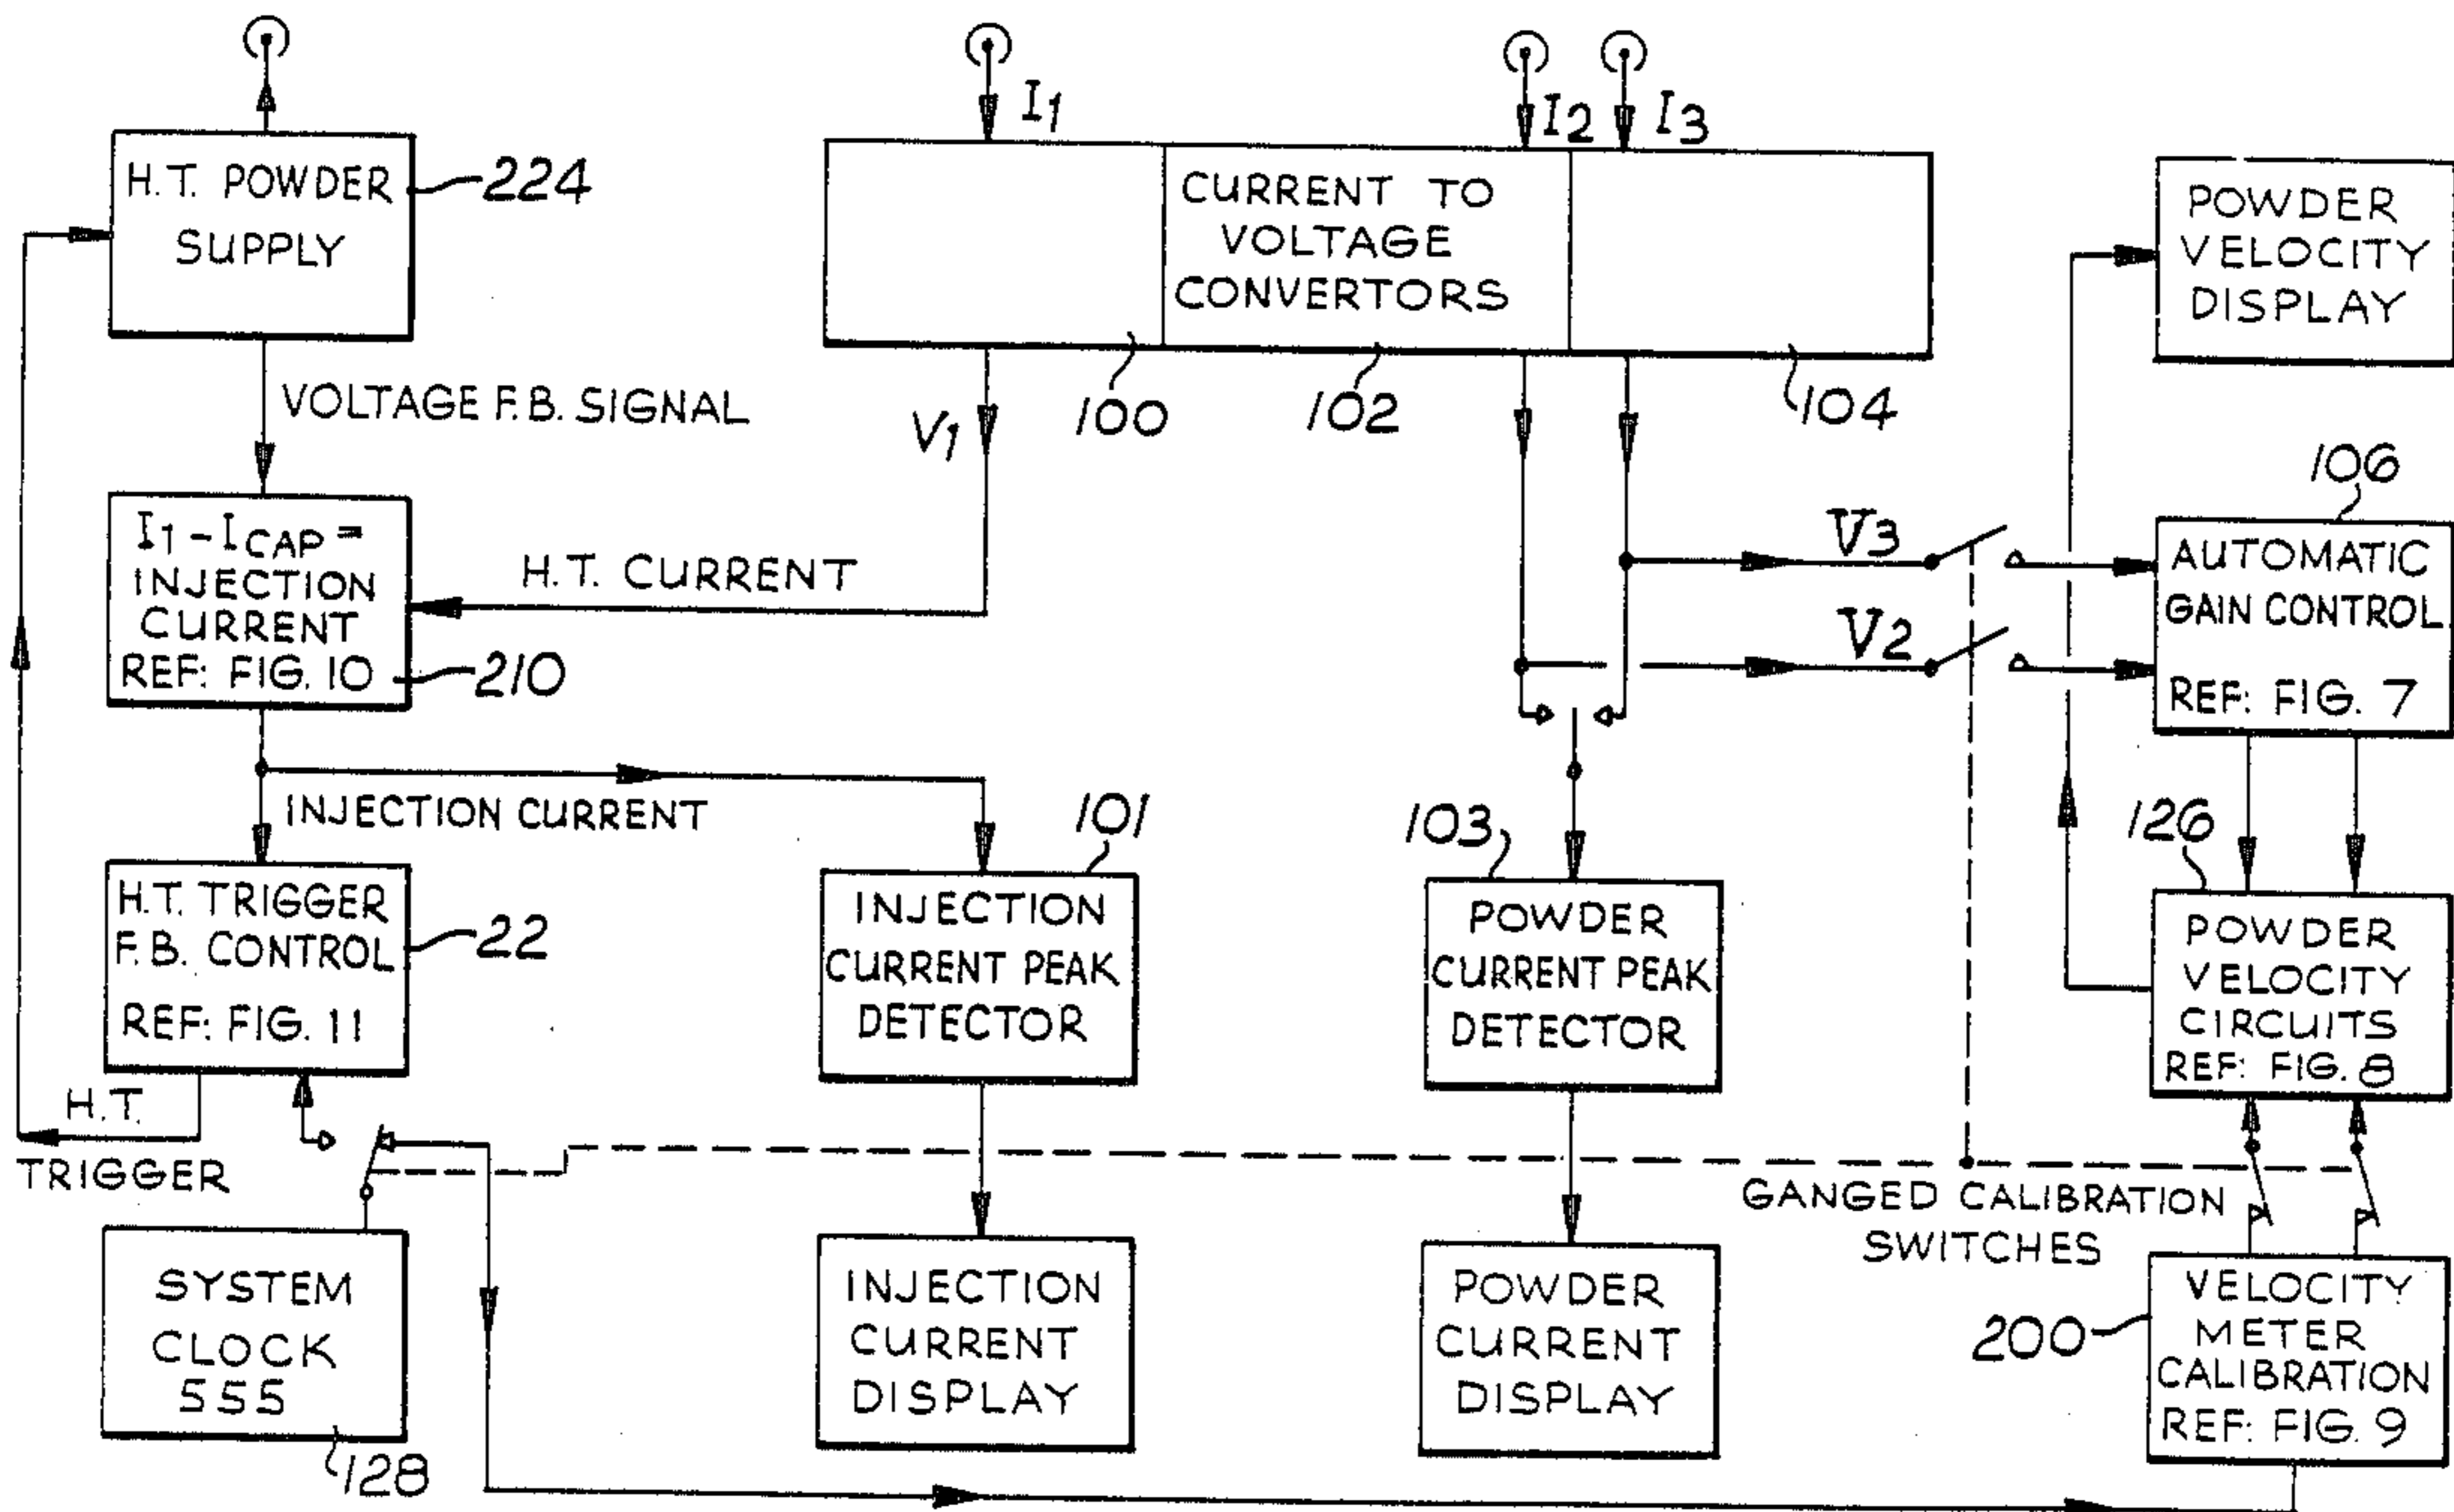 I1
I2
I3
H.T. POWDER
SUPPLY
224
CURRENT TO
VOLTAGE
CONVERTORS
POWDER
VELOCITY
DISPLAY
VOLTAGE F.B. SIGNAL
V1
100
102
104
106
I1-ICAP =
INJECTION
CURRENT
REF: FIG. 10
210
H.T. CURRENT
V3
V2
AUTOMATIC
GAIN CONTROL
REF: FIG. 7
INJECTION CURRENT
101
103
126
H.T. TRIGGER
F.B. CONTROL
REF: FIG. 11
22
INJECTION
CURRENT PEAK
DETECTOR
POWDER
CURRENT PEAK
DETECTOR
POWDER
VELOCITY
CIRCUITS
REF: FIG. 8
H.T.
TRIGGER
GANGED CALIBRATION
SWITCHES
SYSTEM
CLOCK
555
128
INJECTION
CURRENT
DISPLAY
POWDER
CURRENT
DISPLAY
200
VELOCITY
METER
CALIBRATION
REF: FIG. 9